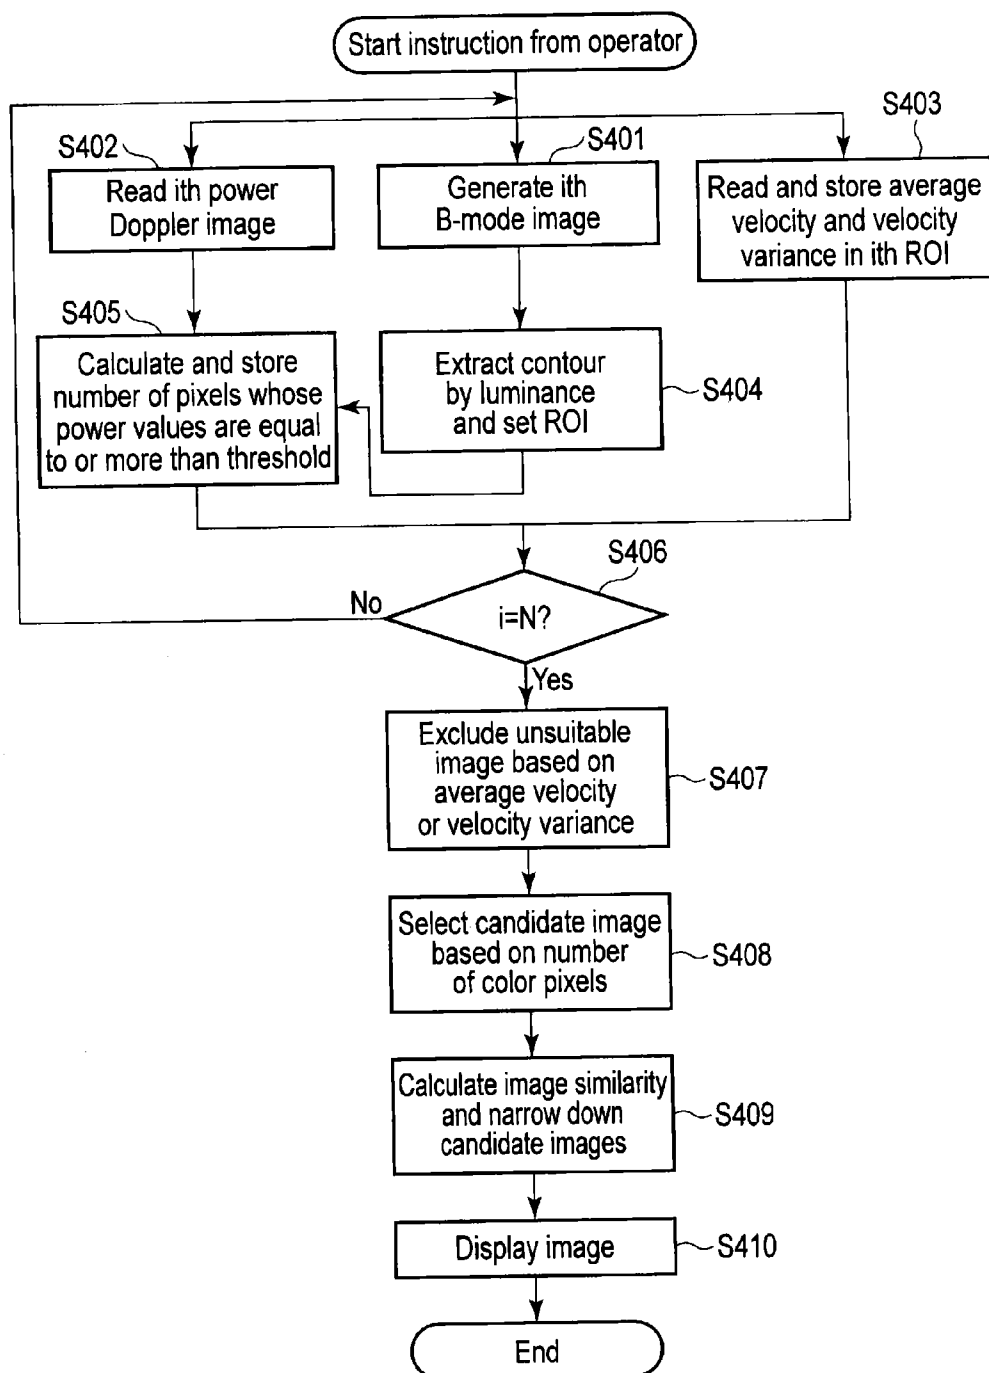 Start instruction from operator
S402
Read ith power
Doppler image
S401
Generate ith
B-mode image
S403
Read and store average
velocity and velocity
variance in ith ROI
S405
Calculate and store
number of pixels whose
power values are equal
to or more than threshold
Extract contour
by luminance
and set ROI
S404
S406
i=N?
No
Yes
Exclude unsuitable
image based on
average velocity
or velocity variance
S407
Select candidate image
based on number
of color pixels
S408
Calculate image similarity
and narrow down
candidate images
S409
Display image
S410
End